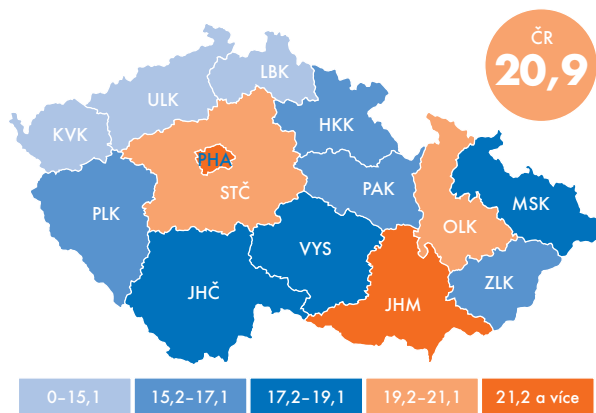 ČR
20,9
LBK
ULK
KVK
HKK
PHA
STČ
PAK
PLK
MSK
OLK
VYS
ZLK
JHČ
JHM
0–15,1
15,2–17,1
17,2–19,1
19,2–21,1
21,2 a více